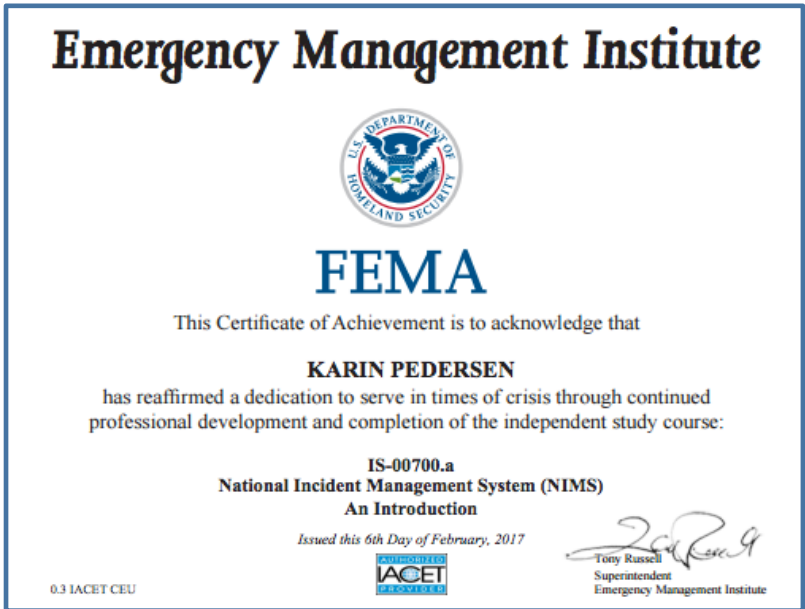 Emergency Management Institute
U.S. DEPARTMENT OF
HOMELAND SECURITY
FEMA
This Certificate of Achievement is to acknowledge that
KARIN PEDERSEN
has reaffirmed a dedication to serve in times of crisis through continued
professional development and completion of the independent study course:
IS-00700.a
National Incident Management System (NIMS)
An Introduction
Issued this 6th Day of February, 2017
AUTHORIZED
IACET
PROVIDER
0.3 IACET CEU
Tony Russell
Superintendent
Emergency Management Institute